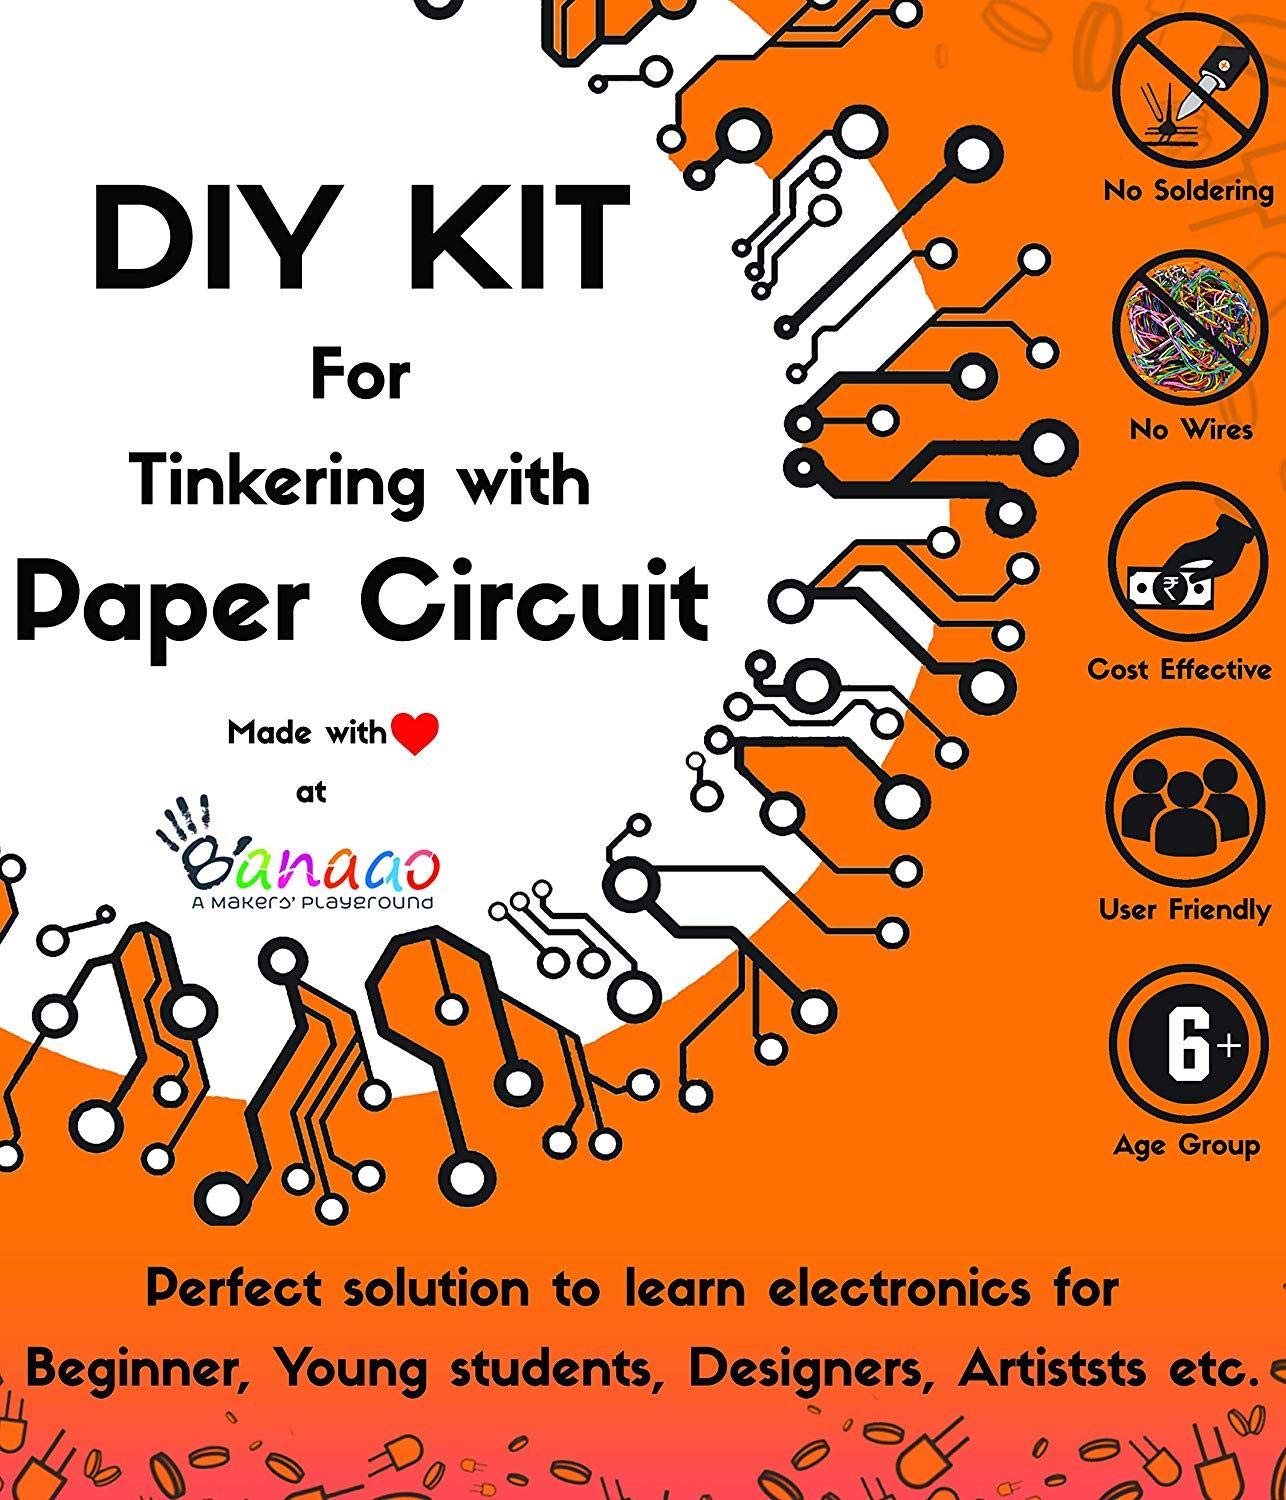 DIY KIT
For
Tinkering with
Paper Circuit
Made with
at
Banaao
A Makers' Playground
No Soldering
No Wires
₹
Cost Effective
User Friendly
6+
Age Group
Perfect solution to learn electronics for
Beginner, Young students, Designers, Artiststs etc.